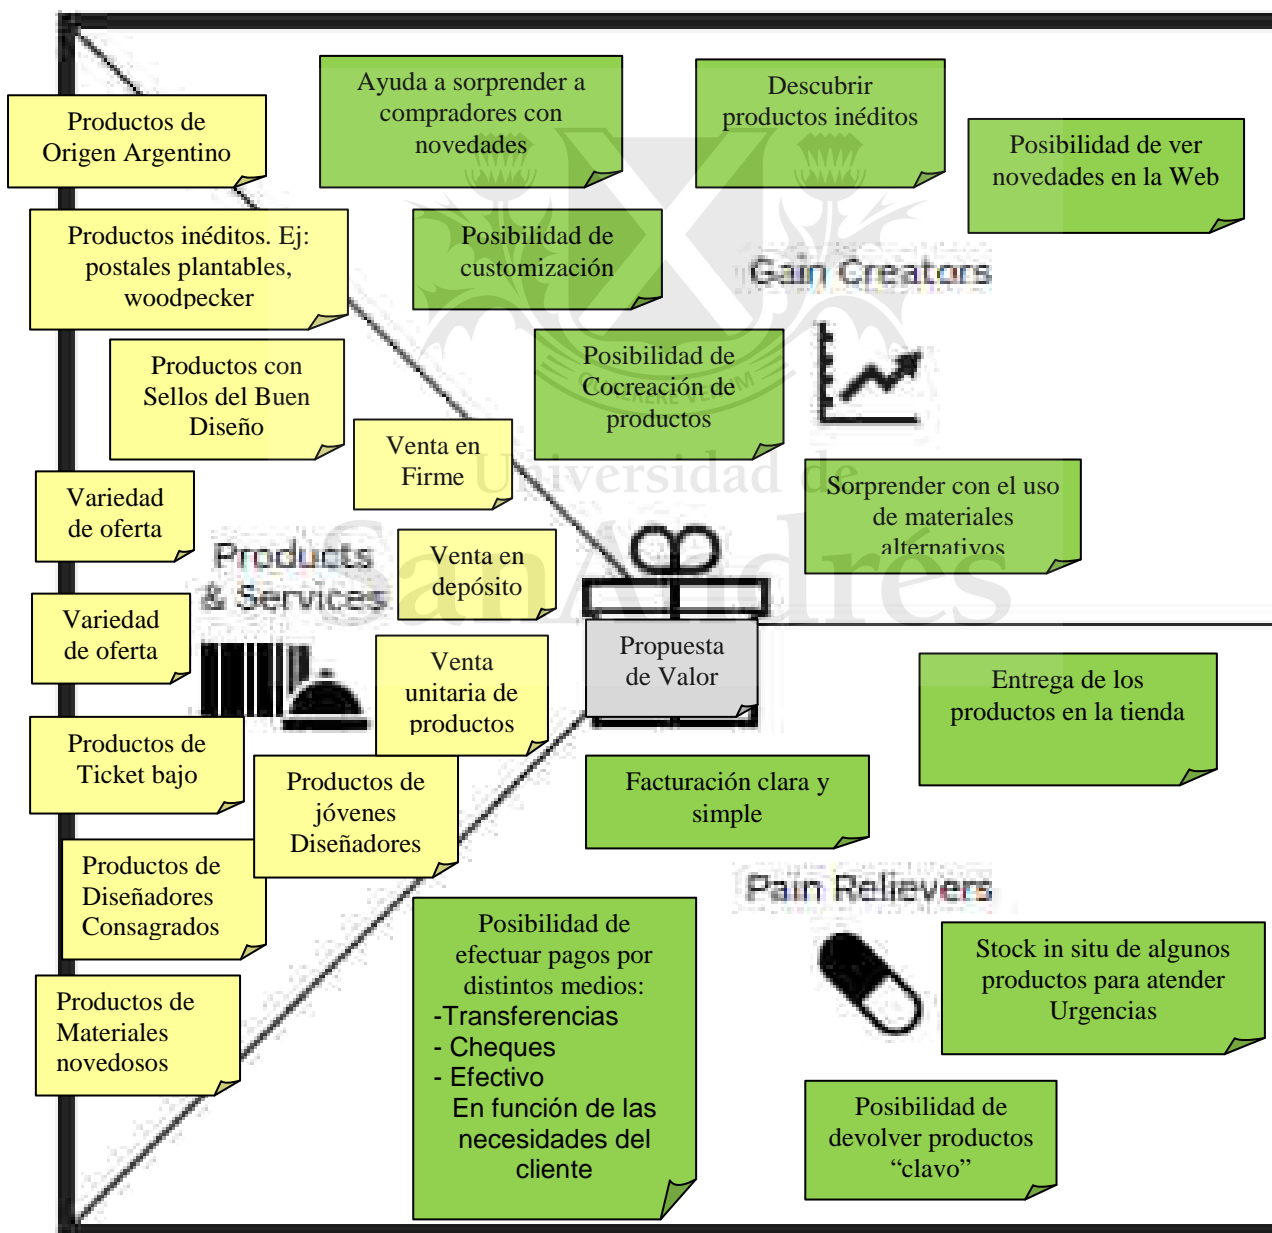 Ayuda a sorprender a
compradores con
novedades
Descubrir
productos inéditos
Posibilidad de ver
novedades en la Web
Productos de
Origen Argentino
Productos inéditos. Ej:
postales plantables,
woodpecker
Posibilidad de
customización
Gain Creators
Productos con
Sellos del Buen
Diseño
Posibilidad de
Cocreación de
productos
Venta en
Firme
Universidad de
SanAndrés
Sorprender con el uso
de materiales
alternativos
Variedad
de oferta
Products
& Services
Venta en
depósito
Variedad
de oferta
Venta
unitaria de
productos
Propuesta
de Valor
Entrega de los
productos en la tienda
Productos de
Ticket bajo
Productos de
jóvenes
Diseñadores
Facturación clara y
simple
Productos de
Diseñadores
Consagrados
Pain Relievers
Posibilidad de
efectuar pagos por
distintos medios:
-Transferencias
- Cheques
- Efectivo
En función de las
necesidades del
cliente
Stock in situ de algunos
productos para atender
Urgencias
Productos de
Materiales
novedosos
Posibilidad de
devolver productos
“clavo”